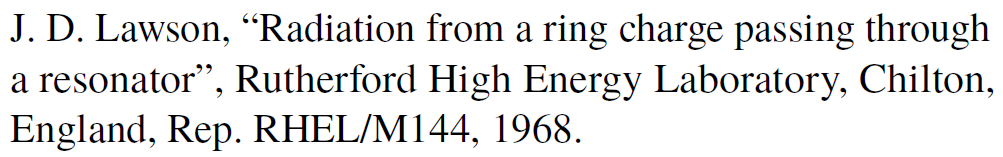 J. D. Lawson, “Radiation from a ring charge passing through
a resonator”, Rutherford High Energy Laboratory, Chilton,
England, Rep. RHEL/M144, 1968.